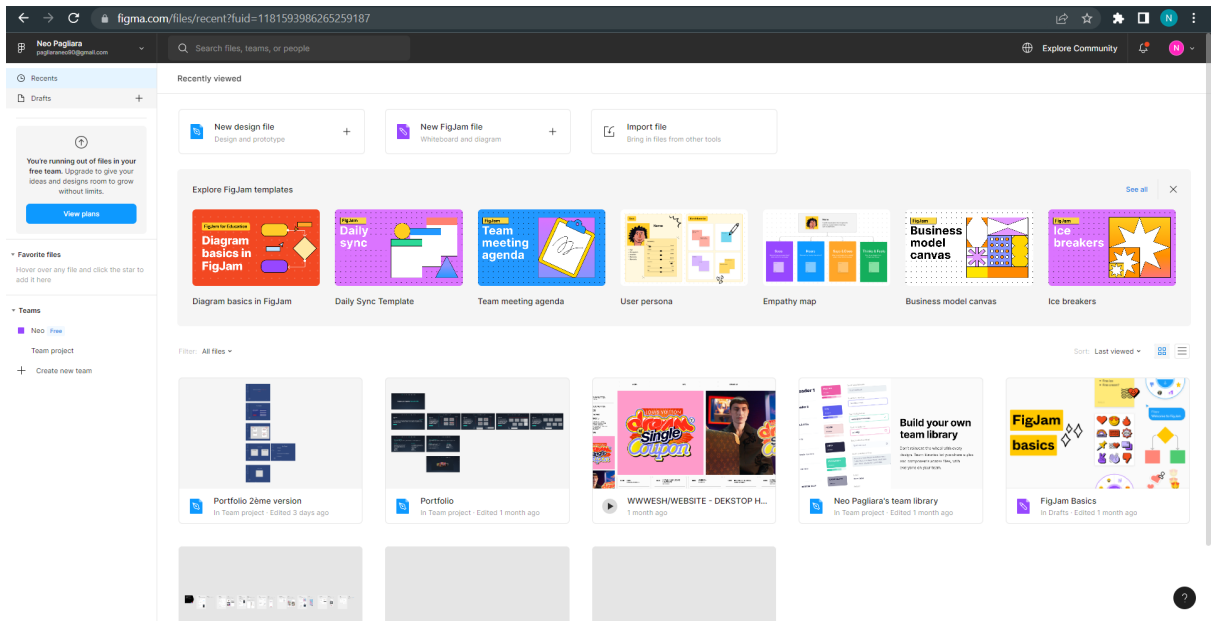 figma.com/files/recent?fuid=1181593986265259187
N
Neo Pagliara
pagliaraneo90@gmail.com
Search files, teams, or people
Explore Community
N
Recents
Drafts
Recently viewed
New design file
Design and prototype
New FigJam file
Whiteboard and diagram
Import file
Bring in files from other tools
You're running out of files in your
free team. Upgrade to give your
ideas and designs room to grow
without limits.
View plans
Explore FigJam templates
See all
FigJam for Education
Diagram
basics in
FigJam
Diagram basics in FigJam
FigJam
Daily
sync
Daily Sync Template
FigJam
Team
meeting
agenda
Team meeting agenda
User persona
Empathy map
FigJam
Business
model
canvas
Business model canvas
FigJam
Ice
breakers
Ice breakers
Favorite files
Hover over any file and click the star to
add it here
Teams
Neo Free
Team project
Create new team
Filter: All files
Sort: Last viewed
Portfolio 2ème version
In Team project · Edited 3 days ago
Portfolio
In Team project · Edited 1 month ago
DREAM
Single
Coupon
WWWESH/WEBSITE - DEKSTOP H...
1 month ago
Build your own
team library
Neo Pagliara's team library
In Team project · Edited 1 month ago
FigJam
basics
FigJam Basics
In Drafts · Edited 1 month ago
?